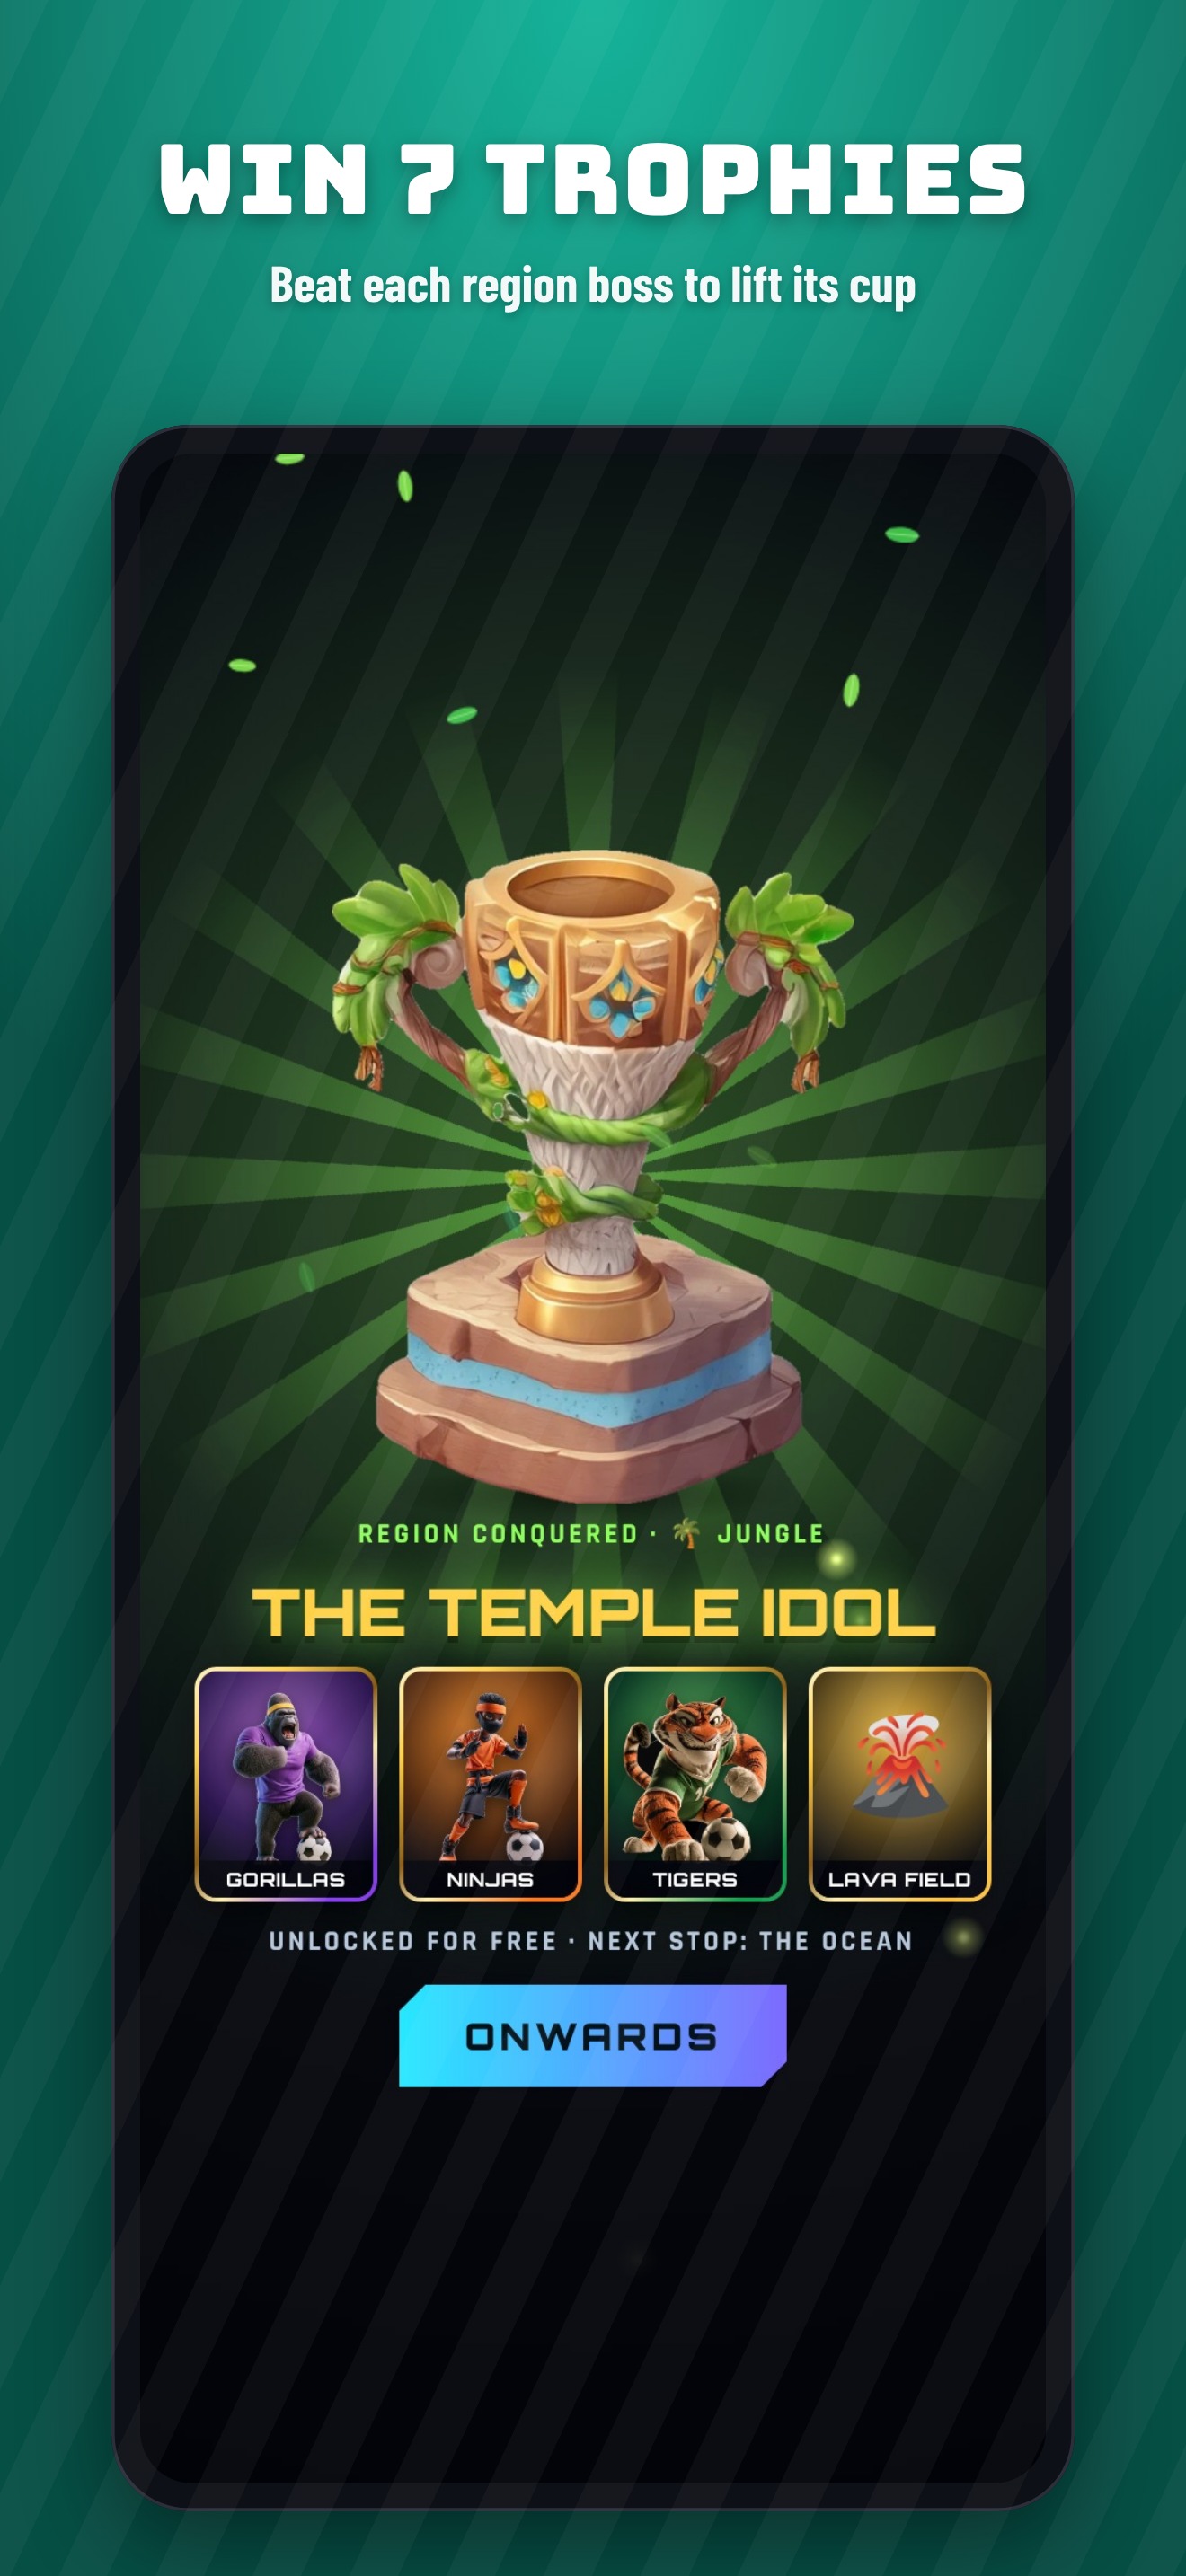 WIN 7 TROPHIES
Beat each region boss to lift its cup
REGION CONQUERED · 🌴 JUNGLE
THE TEMPLE IDOL
GORILLAS NINJAS TIGERS LAVA FIELD
UNLOCKED FOR FREE · NEXT STOP: THE OCEAN
ONWARDS